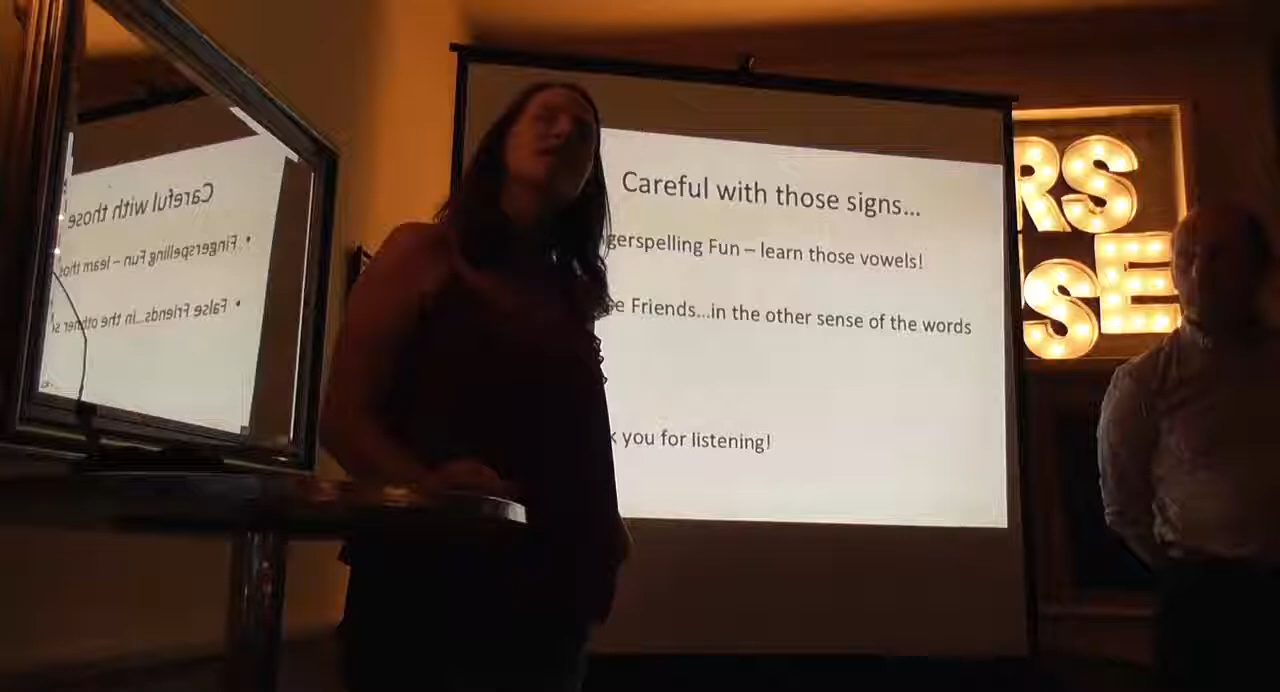 Careful with those signs...
gerspelling Fun – learn those vowels!
e Friends...in the other sense of the words
k you for listening!
Careful with those
• Fingerspelling Fun – learn thos
• False Friends...in the other s
RS
SE